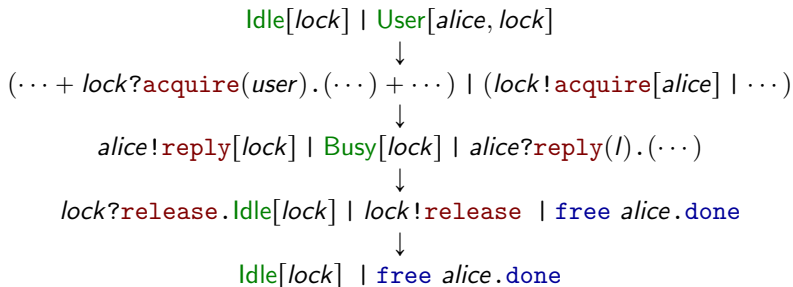 Idle[lock] | User[alice, lock]
↓
(··· + lock?acquire(user).(···) + ···) | (lock!acquire[alice] | ···)
↓
alice!reply[lock] | Busy[lock] | alice?reply(l).(···)
↓
lock?release.Idle[lock] | lock!release | free alice.done
↓
Idle[lock] | free alice.done